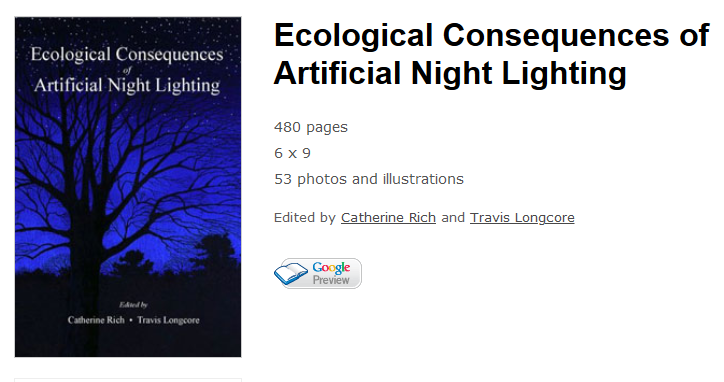 Ecological Consequences
of
Artificial Night Lighting
Edited by
Catherine Rich • Travis Longcore
Ecological Consequences of
Artificial Night Lighting
480 pages
6 x 9
53 photos and illustrations
Edited by Catherine Rich and Travis Longcore
Google
Preview